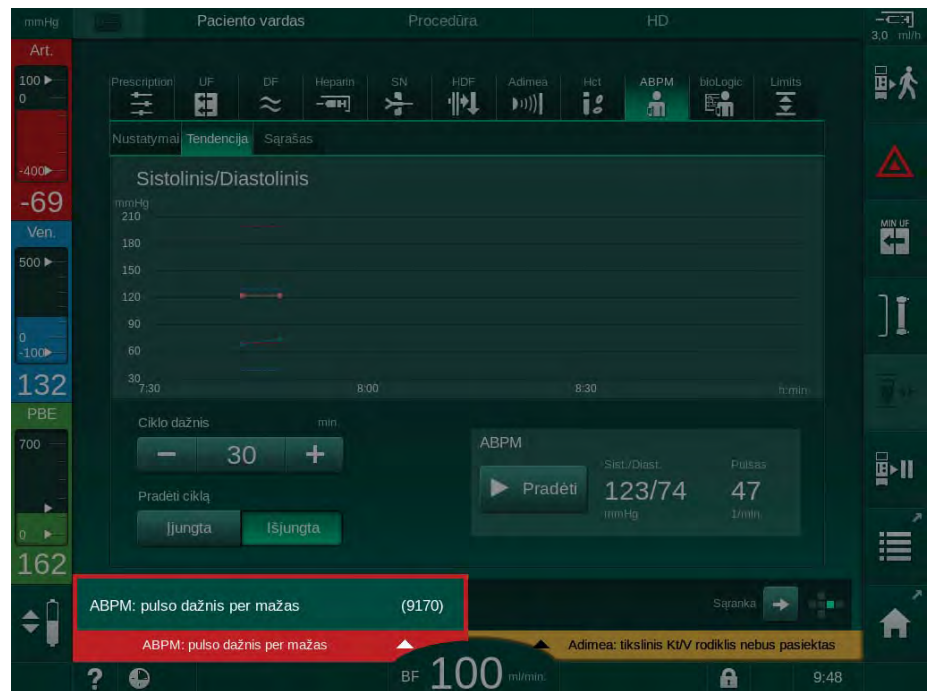 mmHg
Paciento vardas
Procedūra
HD
3,0 ml/h
Art.
100
0
-400
-69
Ven.
500
0
-100
132
PBE
700
0
162
Prescription UF DF Heparin SN HDF Adimea Hct ABPM bioLogic Limits
Nustatymai Tendencija Sąrašas
Sistolinis/Diastolinis
mmHg
210
180
150
120
90
60
30
7:30 8:00 8:30 h:min
Ciklo dažnis min.
30
Pradėti ciklą
Įjungta Išjungta
ABPM
Pradėti
Sist./Diast.
123/74
mmHg
Pulsas
47
1/min.
MIN UF
ABPM: pulso dažnis per mažas (9170)
Sąranka
ABPM: pulso dažnis per mažas
Adimea: tikslinis Kt/V rodiklis nebus pasiektas
? BF 100 ml/min. 9:48